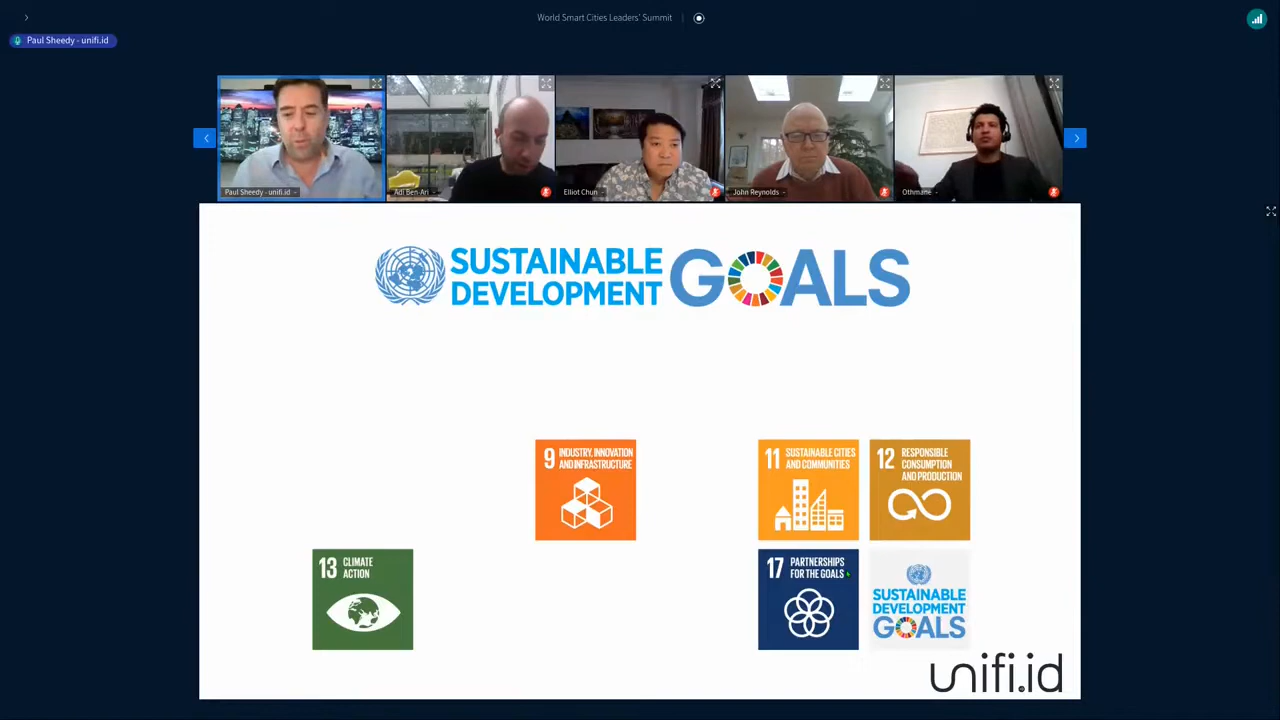 World Smart Cities Leaders' Summit
Paul Sheedy - unifi.id
Paul Sheedy - unifi.id
Adi Ben-Ari
Elliot Chun
John Reynolds
Othmane
SUSTAINABLE
DEVELOPMENT
GOALS
9 INDUSTRY, INNOVATION
AND INFRASTRUCTURE
11 SUSTAINABLE CITIES
AND COMMUNITIES
12 RESPONSIBLE
CONSUMPTION
AND PRODUCTION
13 CLIMATE
ACTION
17 PARTNERSHIPS
FOR THE GOALS
SUSTAINABLE
DEVELOPMENT
GOALS
unifi.id